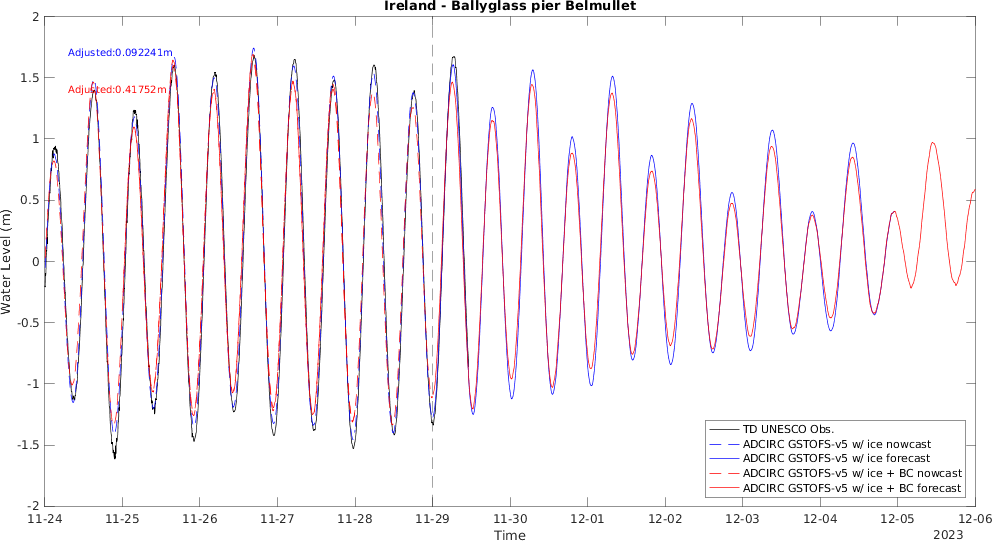 Ireland - Ballyglass pier Belmullet
Adjusted:0.092241m
Adjusted:0.41752m
Water Level (m)
2
1.5
1
0.5
0
-0.5
-1
-1.5
-2
TD UNESCO Obs.
ADCIRC GSTOFS-v5 w/ ice nowcast
ADCIRC GSTOFS-v5 w/ ice forecast
ADCIRC GSTOFS-v5 w/ ice + BC nowcast
ADCIRC GSTOFS-v5 w/ ice + BC forecast
11-24 11-25 11-26 11-27 11-28 11-29 11-30 12-01 12-02 12-03 12-04 12-05 12-06
Time
2023